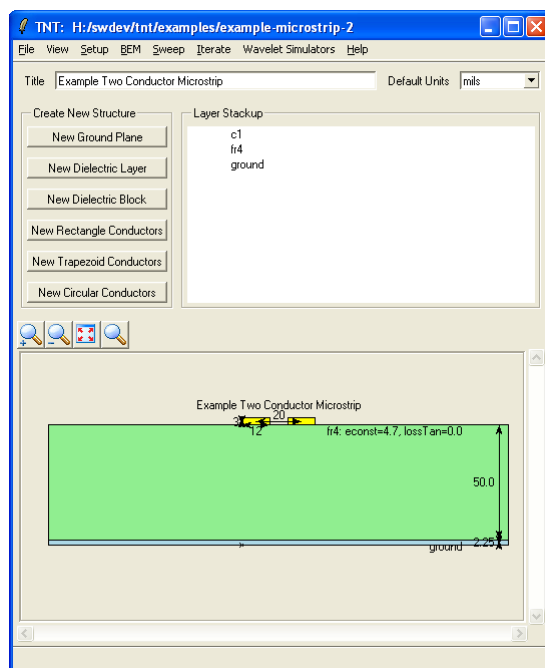 TNT: H:/swdev/tnt/examples/example-microstrip-2
File View Setup BEM Sweep Iterate Wavelet Simulators Help
Title Example Two Conductor Microstrip Default Units mils
Create New Structure
Layer Stackup
New Ground Plane
New Dielectric Layer
New Dielectric Block
New Rectangle Conductors
New Trapezoid Conductors
New Circular Conductors
c1
fr4
ground
Example Two Conductor Microstrip
20
3
12
fr4: econst=4.7, lossTan=0.0
50.0
2.25
ground